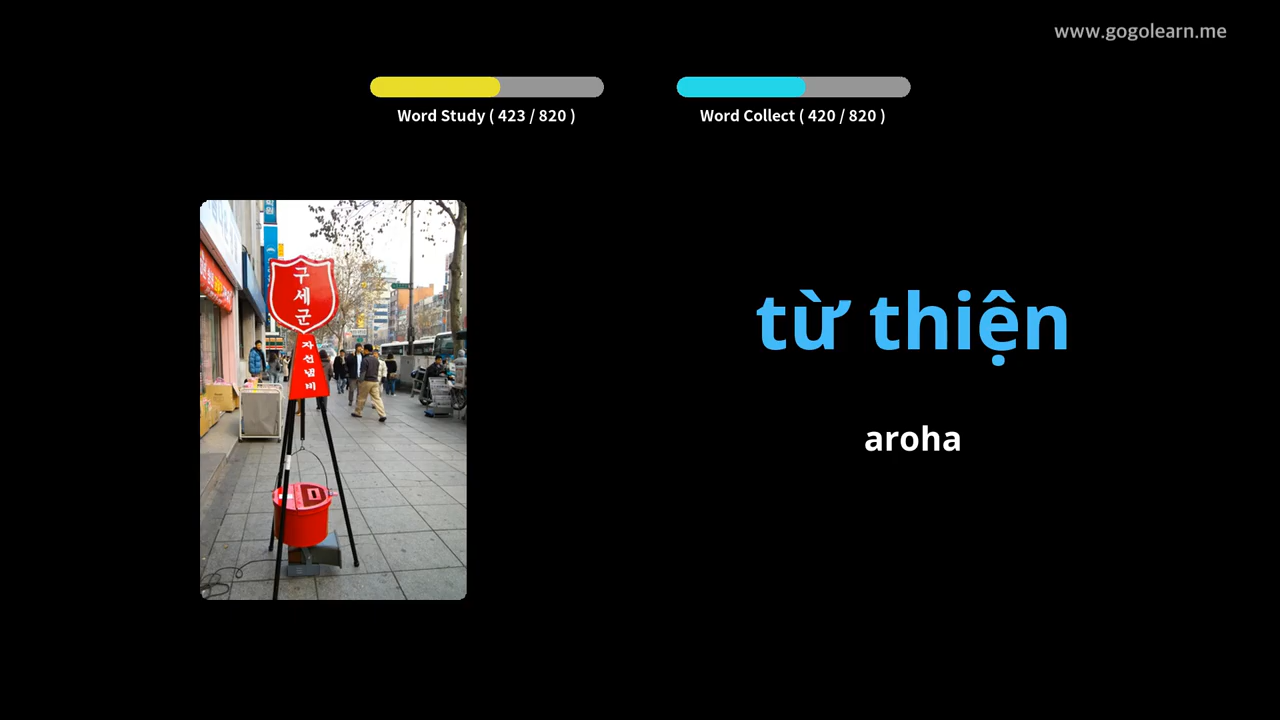 www.gogolearn.me
Word Study ( 423 / 820 )
Word Collect ( 420 / 820 )
구
세
군
자
선
냄
비
từ thiện
aroha